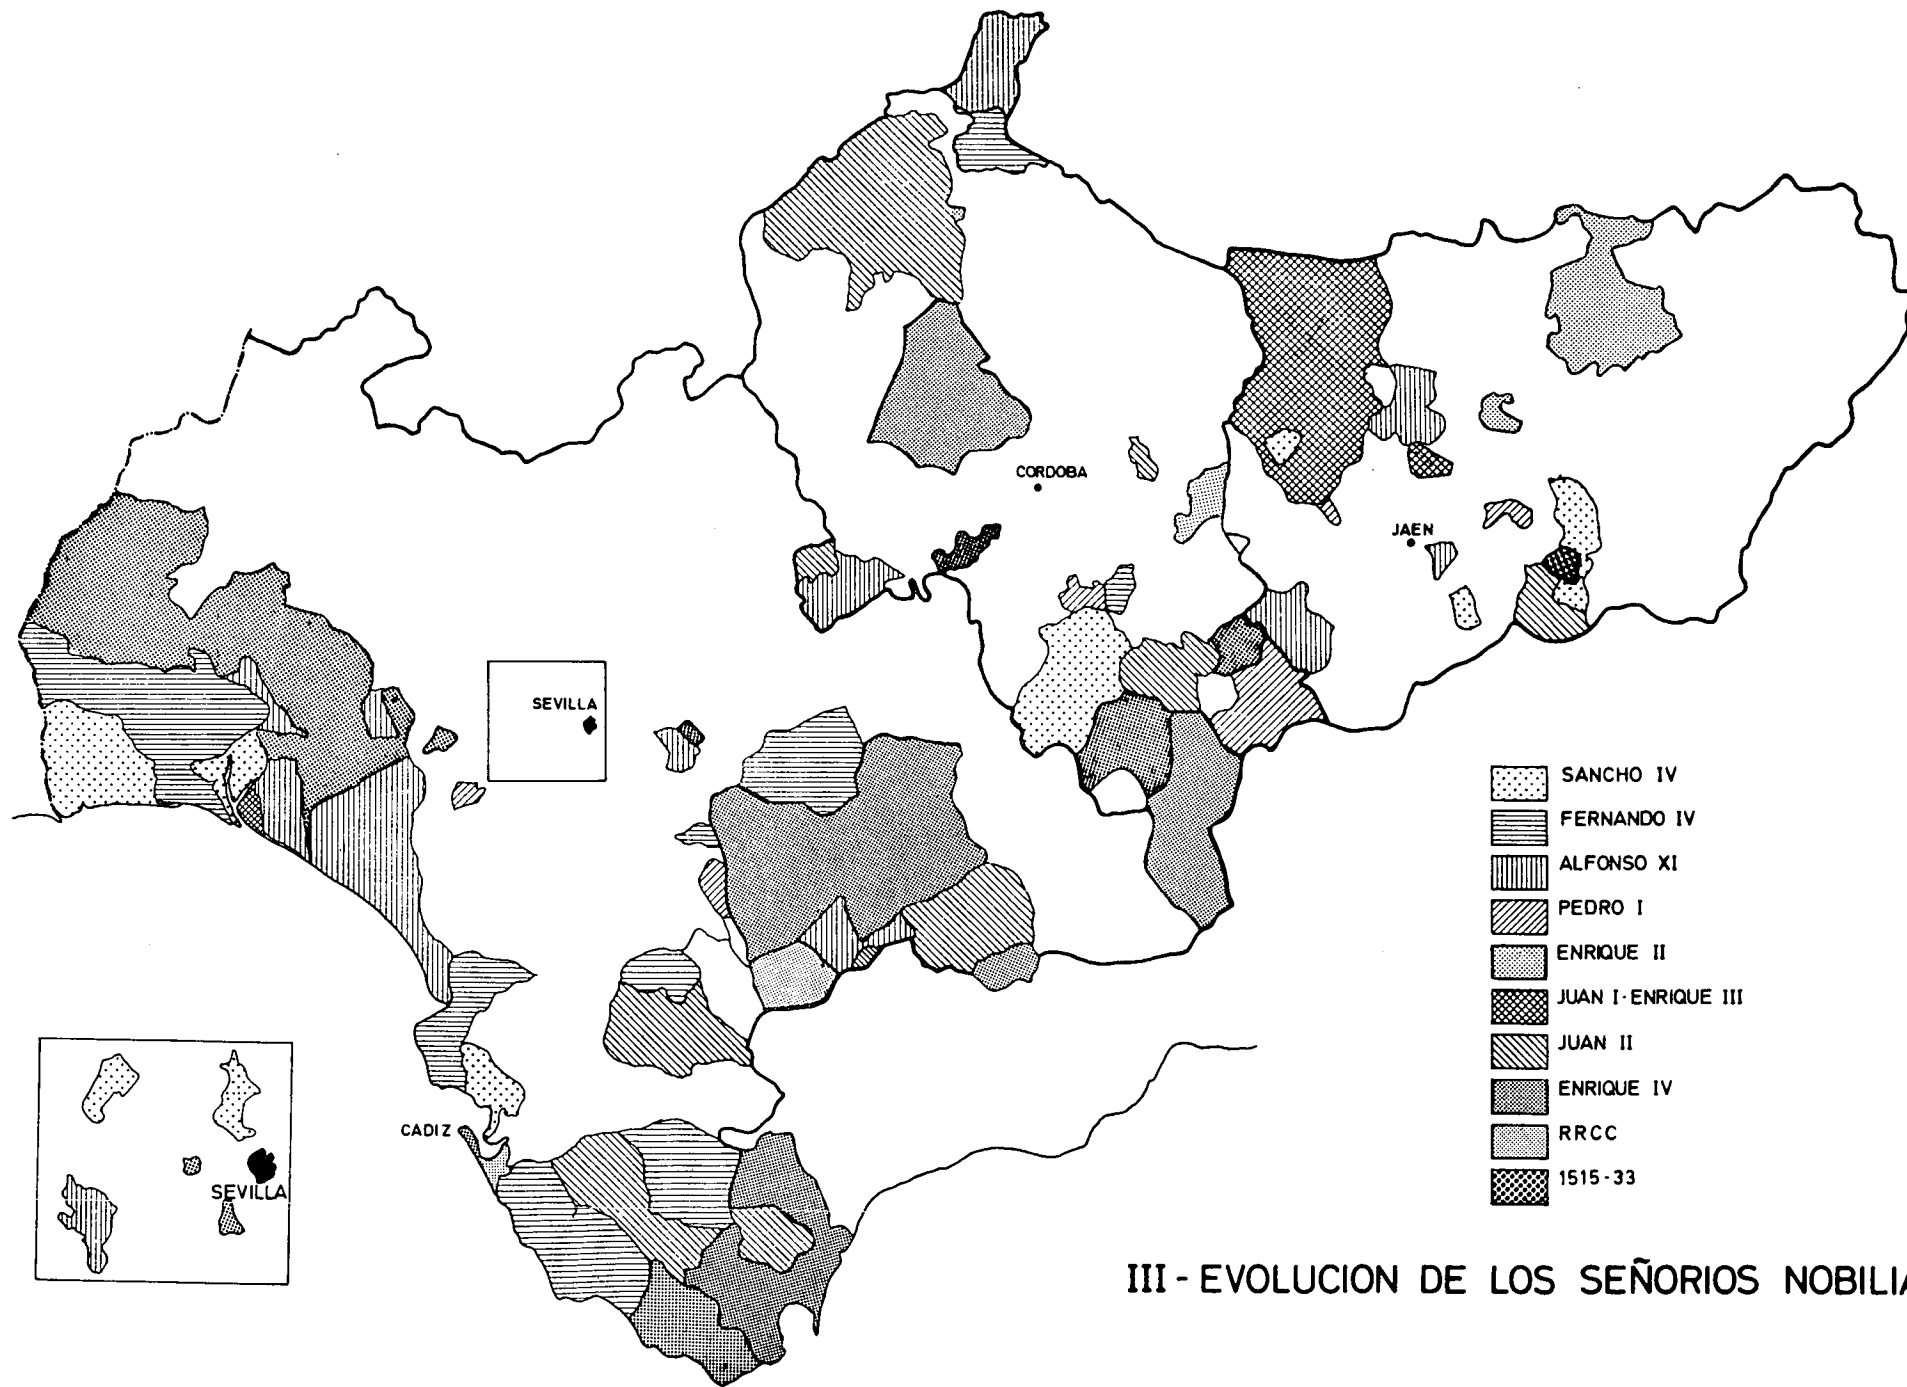 CORDOBA
JAEN
SEVILLA
CADIZ
SEVILLA
SANCHO IV
FERNANDO IV
ALFONSO XI
PEDRO I
ENRIQUE II
JUAN I-ENRIQUE III
JUAN II
ENRIQUE IV
RRCC
1515-33
III - EVOLUCION DE LOS SEÑORIOS